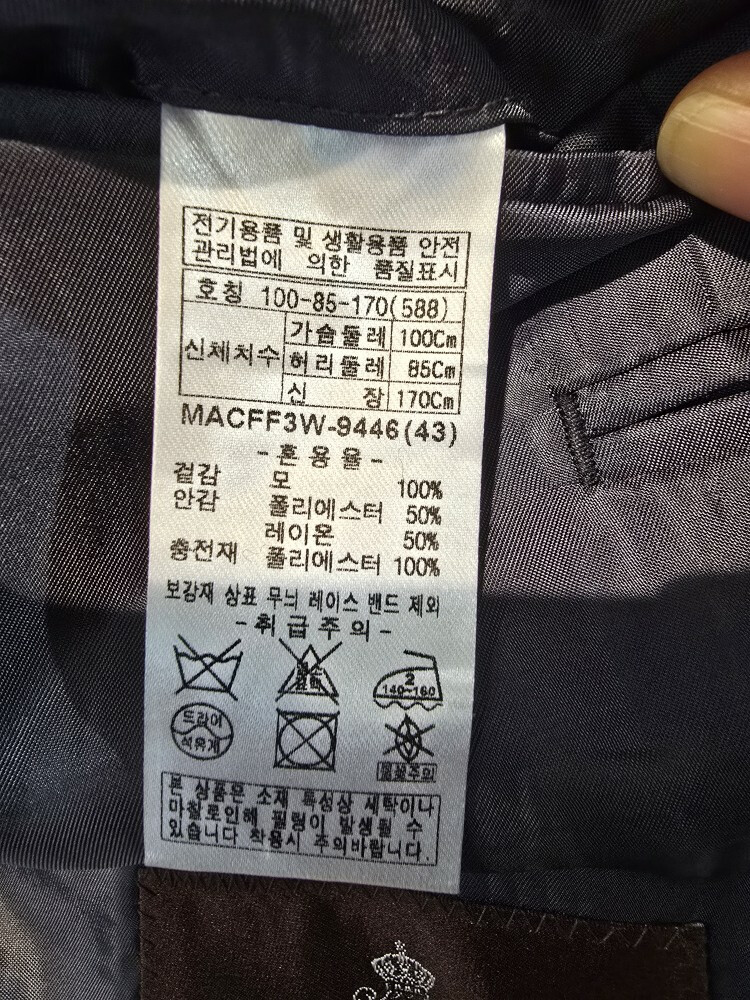 전기용품 및 생활용품 안전
관리법에 의한 품질표시
호칭 100-85-170(588)
신체치수
가슴둘레 100Cm
허리둘레 85Cm
신 장 170Cm
MACFF3W-9446(43)
-혼용율-
겉감 모 100%
안감 폴리에스터 50%
레이온 50%
충전재 폴리에스터 100%
보강재 상표 무늬 레이스 밴드 제외
-취급주의-
2
140~160
드라이
석유계
본 상품은 소재 특성상 세탁이나
마찰로인해 필링이 발생될 수
있습니다 착용시 주의바랍니다.